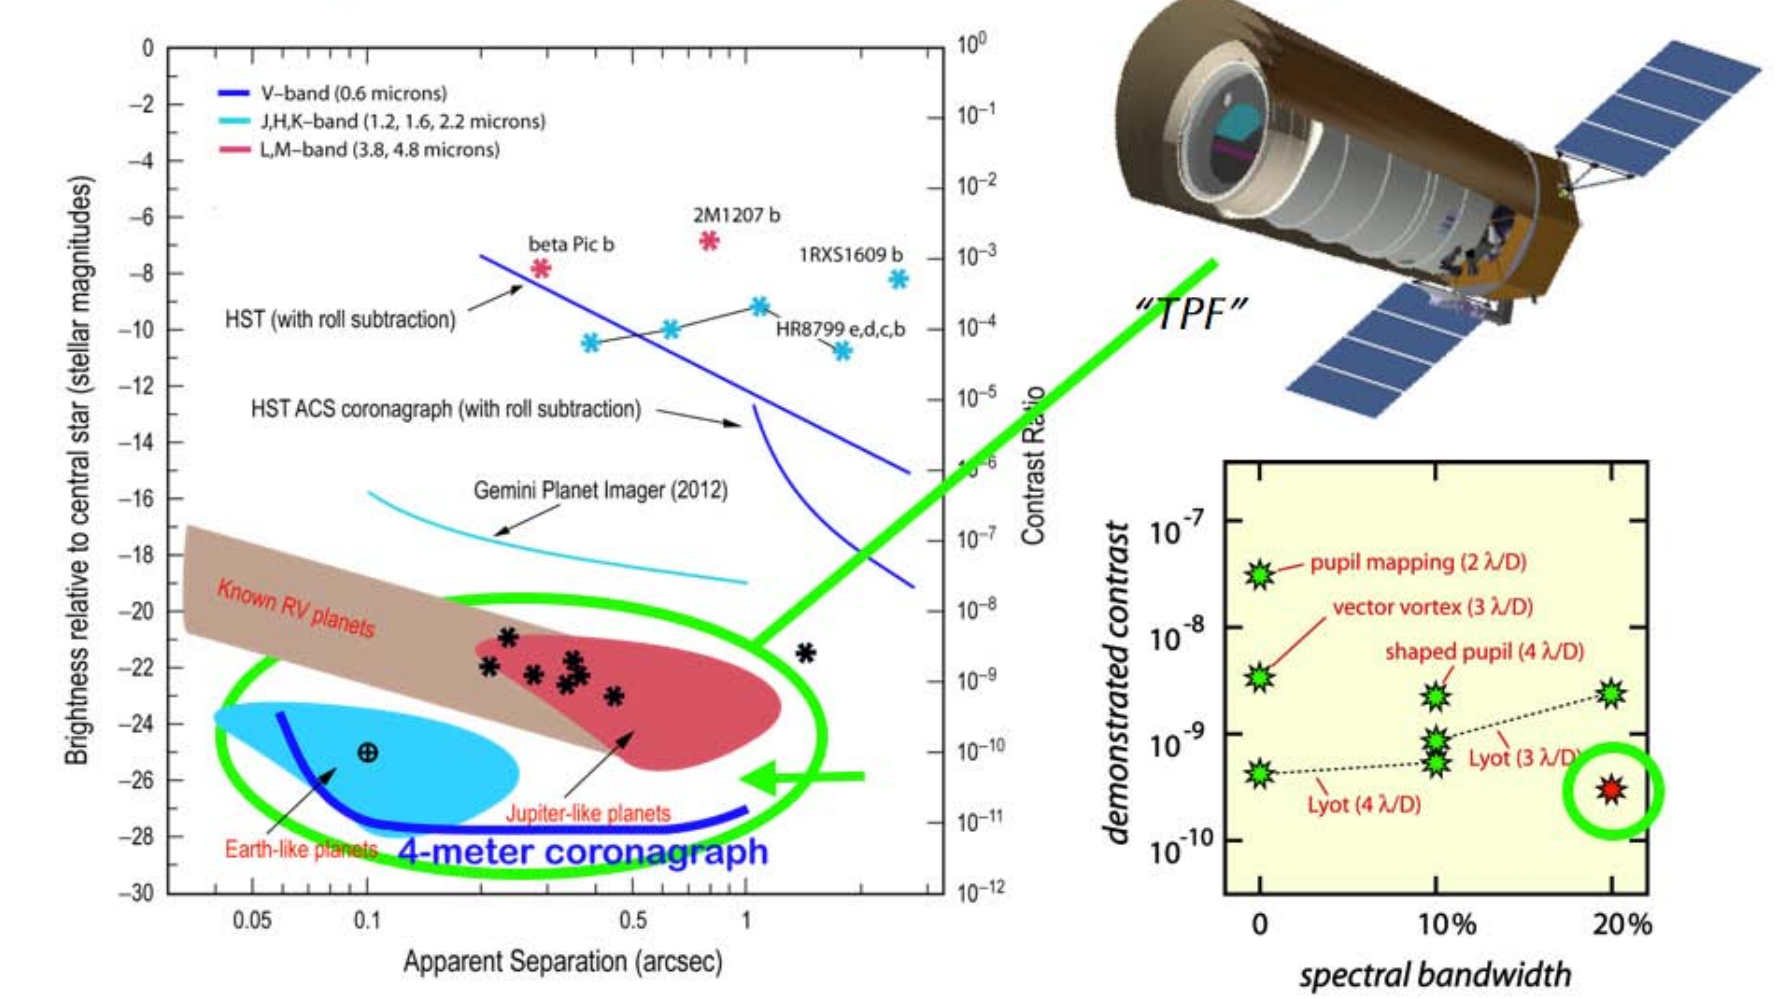 0
–2
–4
–6
–8
–10
–12
–14
–16
–18
–20
–22
–24
–26
–28
–30
Brightness relative to central star (stellar magnitudes)
V–band (0.6 microns)
J,H,K–band (1.2, 1.6, 2.2 microns)
L,M–band (3.8, 4.8 microns)
2M1207 b
beta Pic b
1RXS1609 b
HST (with roll subtraction)
HR8799 e,d,c,b
HST ACS coronagraph (with roll subtraction)
Gemini Planet Imager (2012)
Known RV planets
Jupiter-like planets
Earth-like planets
4-meter coronagraph
10⁰
10⁻¹
10⁻²
10⁻³
10⁻⁴
10⁻⁵
10⁻⁶
10⁻⁷
10⁻⁸
10⁻⁹
10⁻¹⁰
10⁻¹¹
10⁻¹²
Contrast Ratio
0.05 0.1 0.5 1
Apparent Separation (arcsec)
“TPF”
demonstrated contrast
10⁻⁷
10⁻⁸
10⁻⁹
10⁻¹⁰
pupil mapping (2 λ/D)
vector vortex (3 λ/D)
shaped pupil (4 λ/D)
Lyot (3 λ/D)
Lyot (4 λ/D)
0 10% 20%
spectral bandwidth